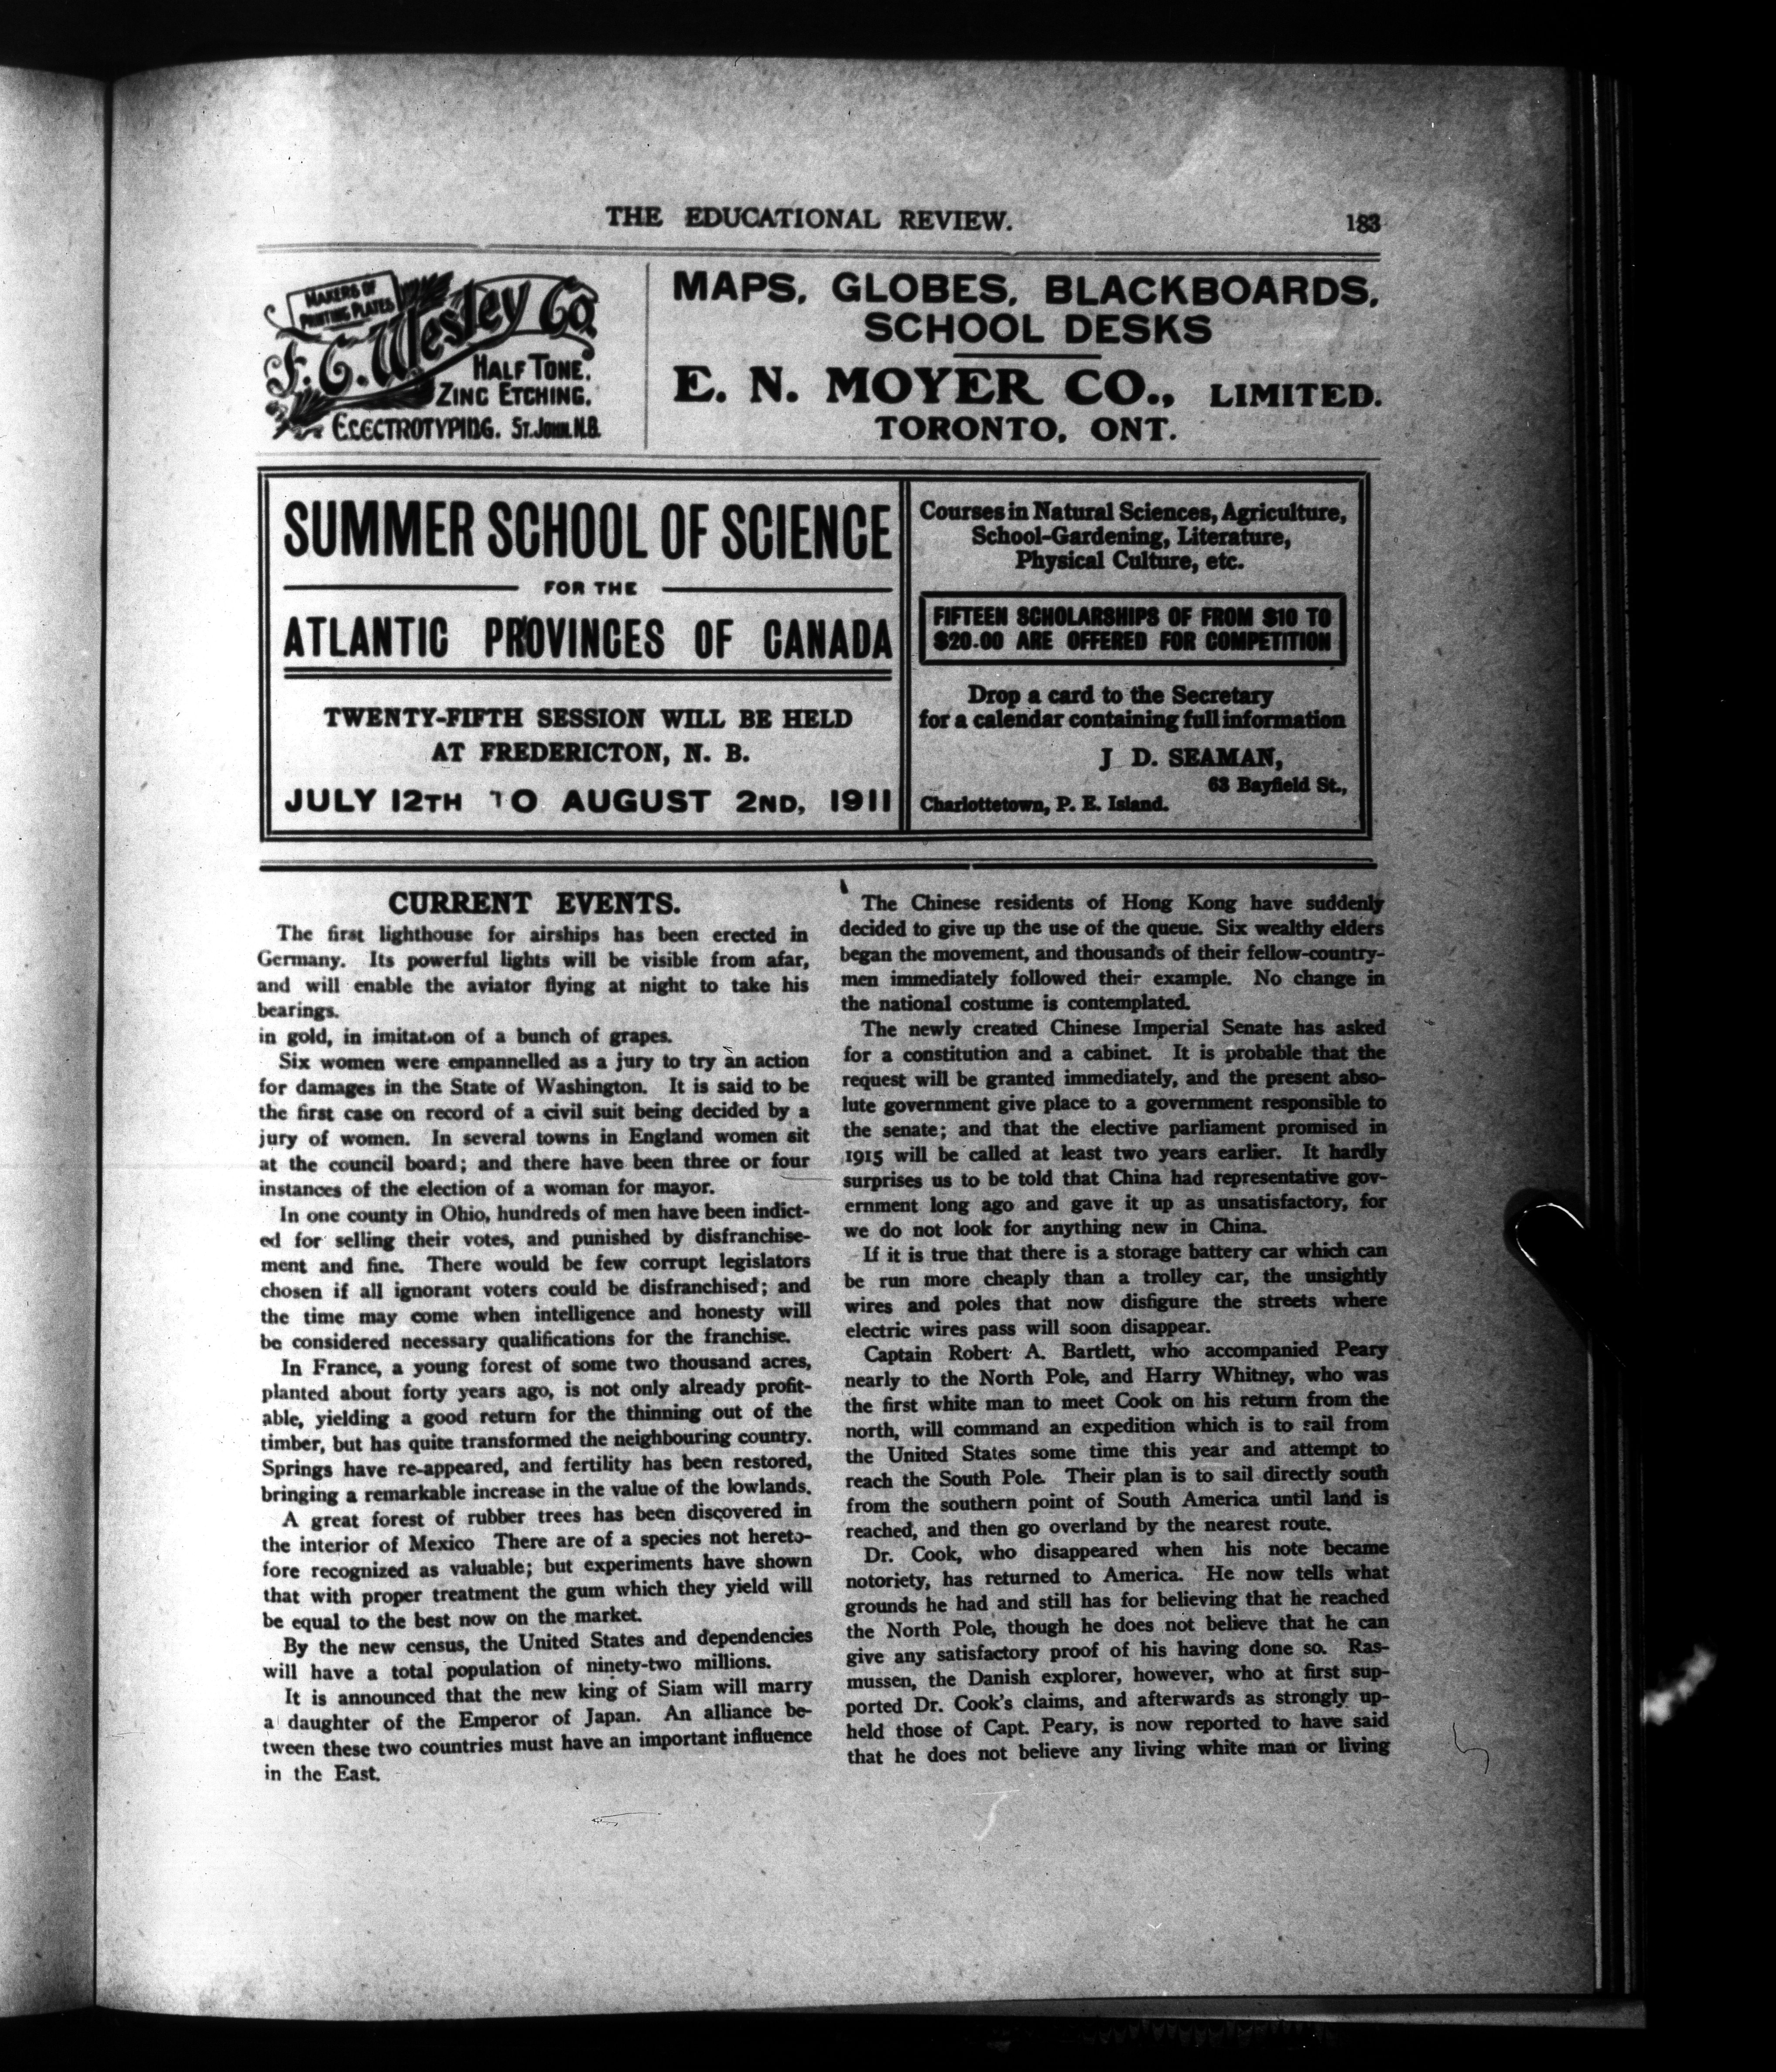 THE EDUCATIONAL REVIEW.
183
MAKERS OF
PRINTING PLATES
F. C. Wesley Co
HALF TONE,
ZINC ETCHING,
ELECTROTYPING. ST. JOHN. N.B.
MAPS, GLOBES, BLACKBOARDS,
SCHOOL DESKS
E. N. MOYER CO., LIMITED.
TORONTO, ONT.
SUMMER SCHOOL OF SCIENCE
FOR THE
ATLANTIC PROVINCES OF CANADA
TWENTY-FIFTH SESSION WILL BE HELD
AT FREDERICTON, N. B.
JULY 12TH TO AUGUST 2ND, 1911
Courses in Natural Sciences, Agriculture,
School-Gardening, Literature,
Physical Culture, etc.
FIFTEEN SCHOLARSHIPS OF FROM $10 TO
$20.00 ARE OFFERED FOR COMPETITION
Drop a card to the Secretary
for a calendar containing full information
J D. SEAMAN,
63 Bayfield St.,
Charlottetown, P. E. Island.
CURRENT EVENTS.
The first lighthouse for airships has been erected in
Germany. Its powerful lights will be visible from afar,
and will enable the aviator flying at night to take his
bearings.
in gold, in imitation of a bunch of grapes.
Six women were empannelled as a jury to try an action
for damages in the State of Washington. It is said to be
the first case on record of a civil suit being decided by a
jury of women. In several towns in England women sit
at the council board; and there have been three or four
instances of the election of a woman for mayor.
In one county in Ohio, hundreds of men have been indict-
ed for selling their votes, and punished by disfranchise-
ment and fine. There would be few corrupt legislators
chosen if all ignorant voters could be disfranchised; and
the time may come when intelligence and honesty will
be considered necessary qualifications for the franchise.
In France, a young forest of some two thousand acres,
planted about forty years ago, is not only already profit-
able, yielding a good return for the thinning out of the
timber, but has quite transformed the neighbouring country.
Springs have re-appeared, and fertility has been restored,
bringing a remarkable increase in the value of the lowlands.
A great forest of rubber trees has been discovered in
the interior of Mexico There are of a species not hereto-
fore recognized as valuable; but experiments have shown
that with proper treatment the gum which they yield will
be equal to the best now on the market.
By the new census, the United States and dependencies
will have a total population of ninety-two millions.
It is announced that the new king of Siam will marry
a daughter of the Emperor of Japan. An alliance be-
tween these two countries must have an important influence
in the East.
The Chinese residents of Hong Kong have suddenly
decided to give up the use of the queue. Six wealthy elders
began the movement, and thousands of their fellow-country-
men immediately followed their example. No change in
the national costume is contemplated.
The newly created Chinese Imperial Senate has asked
for a constitution and a cabinet. It is probable that the
request will be granted immediately, and the present abso-
lute government give place to a government responsible to
the senate; and that the elective parliament promised in
1915 will be called at least two years earlier. It hardly
surprises us to be told that China had representative gov-
ernment long ago and gave it up as unsatisfactory, for
we do not look for anything new in China.
If it is true that there is a storage battery car which can
be run more cheaply than a trolley car, the unsightly
wires and poles that now disfigure the streets where
electric wires pass will soon disappear.
Captain Robert A. Bartlett, who accompanied Peary
nearly to the North Pole, and Harry Whitney, who was
the first white man to meet Cook on his return from the
north, will command an expedition which is to sail from
the United States some time this year and attempt to
reach the South Pole. Their plan is to sail directly south
from the southern point of South America until land is
reached, and then go overland by the nearest route.
Dr. Cook, who disappeared when his note became
notoriety, has returned to America. He now tells what
grounds he had and still has for believing that he reached
the North Pole, though he does not believe that he can
give any satisfactory proof of his having done so. Ras-
mussen, the Danish explorer, however, who at first sup-
ported Dr. Cook's claims, and afterwards as strongly up-
held those of Capt. Peary, is now reported to have said
that he does not believe any living white man or living